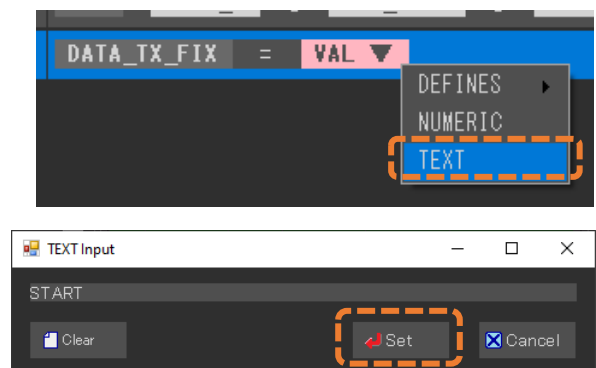 DATA_TX_FIX = VAL ▼
DEFINES
NUMERIC
TEXT
TEXT Input
START
Clear Set Cancel